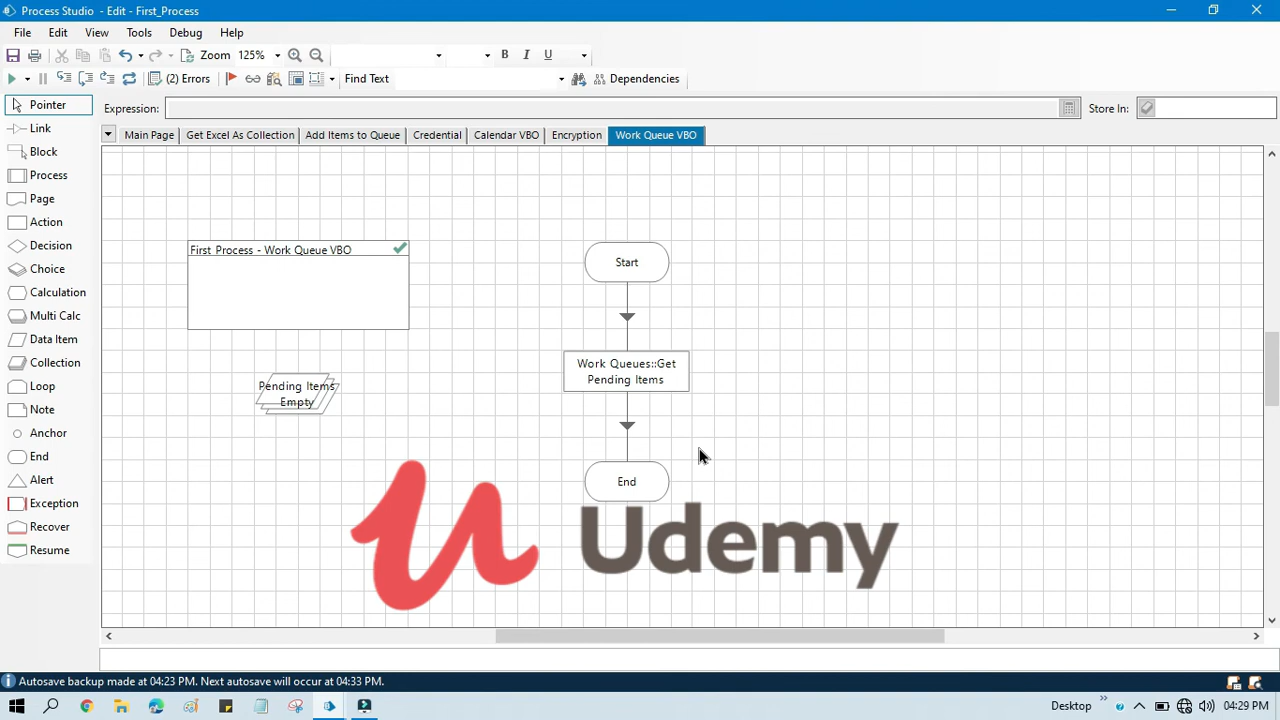 Process Studio - Edit - First_Process
File Edit View Tools Debug Help
Zoom 125% B I U
(2) Errors Find Text Dependencies
Expression: Store In:
Pointer
Link
Block
Process
Page
Action
Decision
Choice
Calculation
Multi Calc
Data Item
Collection
Loop
Note
Anchor
End
Alert
Exception
Recover
Resume
Main Page Get Excel As Collection Add Items to Queue Credential Calendar VBO Encryption Work Queue VBO
First Process - Work Queue VBO
Start
Work Queues::Get
Pending Items
Pending Items
Empty
End
Udemy
Autosave backup made at 04:23 PM. Next autosave will occur at 04:33 PM.
Desktop 04:29 PM